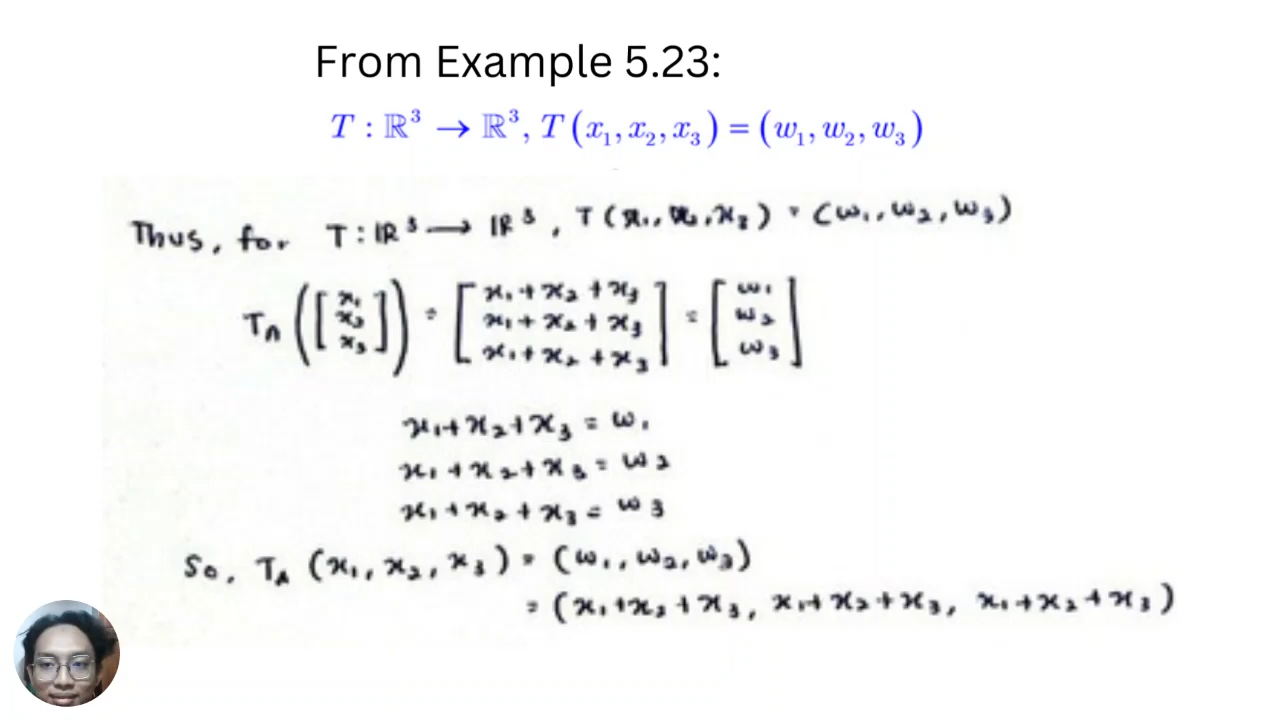 From Example 5.23:
T : ℝ³ → ℝ³, T(x₁, x₂, x₃) = (w₁, w₂, w₃)
Thus, for T : ℝ³ → ℝ³, T(x₁, x₂, x₃) = (w₁, w₂, w₃)
T_A ([x₁ x₂ x₃]) = [x₁ + x₂ + x₃ x₁ + x₂ + x₃ x₁ + x₂ + x₃] = [w₁ w₂ w₃]
x₁ + x₂ + x₃ = w₁
x₁ + x₂ + x₃ = w₂
x₁ + x₂ + x₃ = w₃
So, T_A (x₁, x₂, x₃) = (w₁, w₂, w₃)
= (x₁ + x₂ + x₃, x₁ + x₂ + x₃, x₁ + x₂ + x₃)